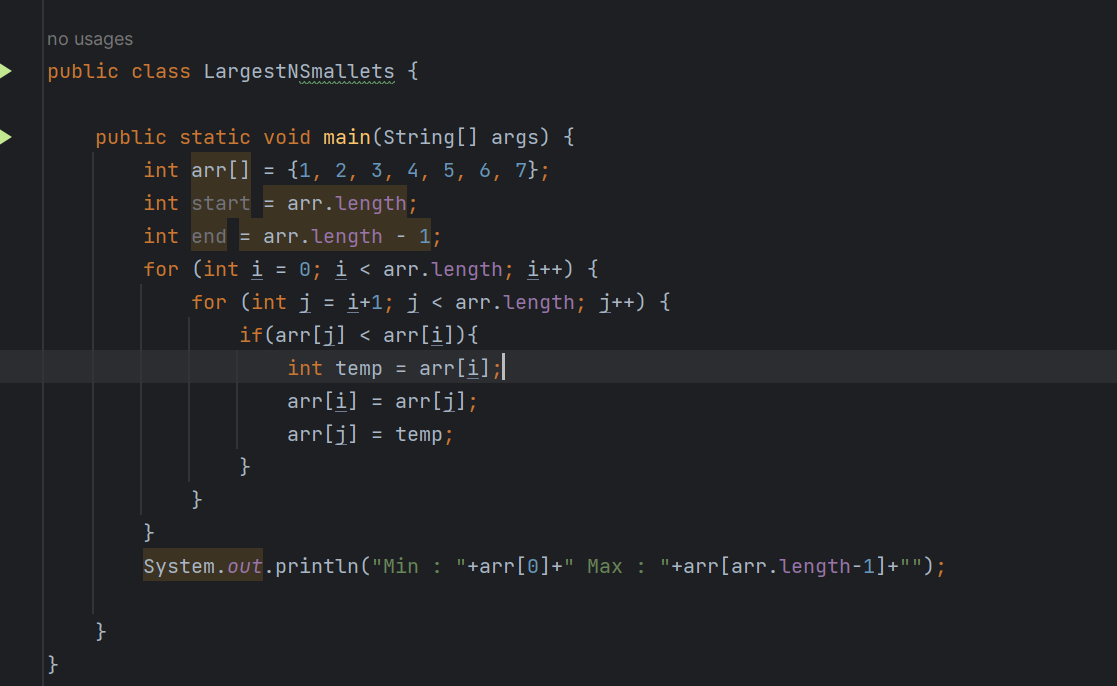 no usages
public class LargestNSmallets {
public static void main(String[] args) {
int arr[] = {1, 2, 3, 4, 5, 6, 7};
int start = arr.length;
int end = arr.length - 1;
for (int i = 0; i < arr.length; i++) {
for (int j = i+1; j < arr.length; j++) {
if(arr[j] < arr[i]){
int temp = arr[i];
arr[i] = arr[j];
arr[j] = temp;
}
}
}
System.out.println("Min : "+arr[0]+" Max : "+arr[arr.length-1]+"");
}
}